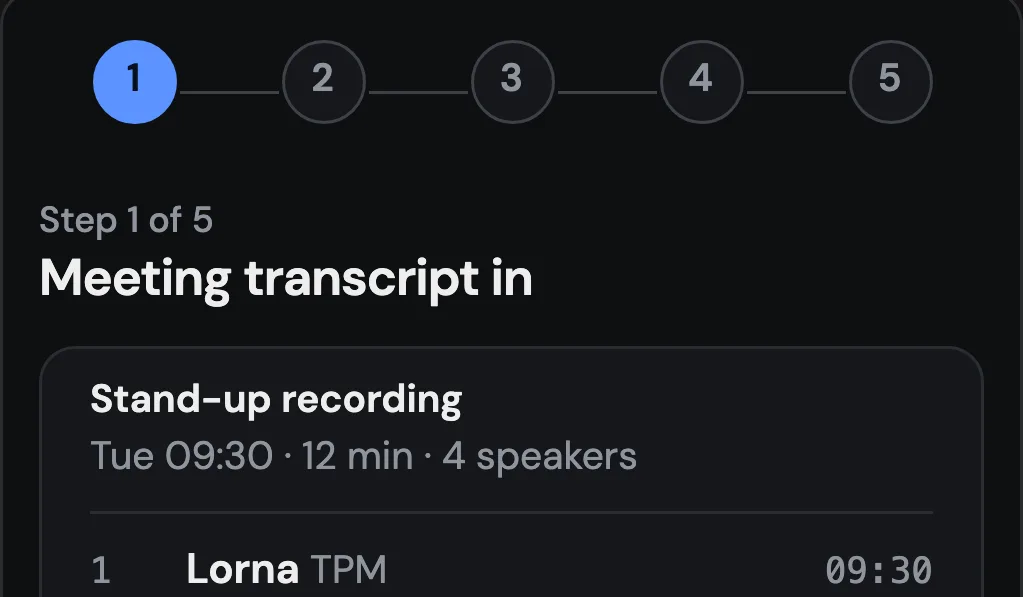 1 2 3 4 5
Step 1 of 5
Meeting transcript in
Stand-up recording
Tue 09:30 · 12 min · 4 speakers
1 Lorna TPM 09:30